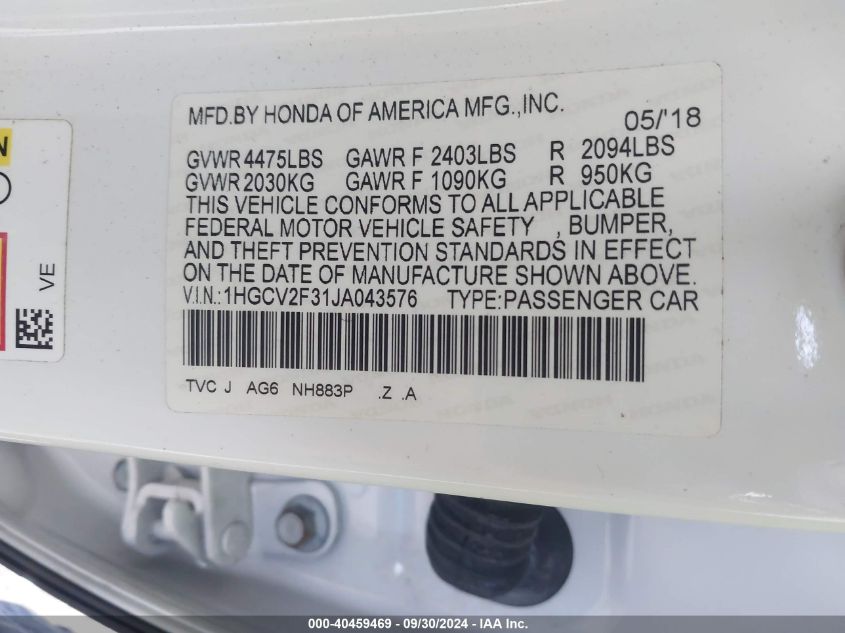 MFD.BY HONDA OF AMERICA MFG.,INC. 05/'18
GVWR 4475LBS GAWR F 2403LBS R 2094LBS
GVWR 2030KG GAWR F 1090KG R 950KG
THIS VEHICLE CONFORMS TO ALL APPLICABLE
FEDERAL MOTOR VEHICLE SAFETY , BUMPER,
AND THEFT PREVENTION STANDARDS IN EFFECT
ON THE DATE OF MANUFACTURE SHOWN ABOVE.
V.I.N.:1HGCV2F31JA043576 TYPE:PASSENGER CAR
TVC J AG6 NH883P .Z .A
VE
000-40459469 - 09/30/2024 - IAA Inc.